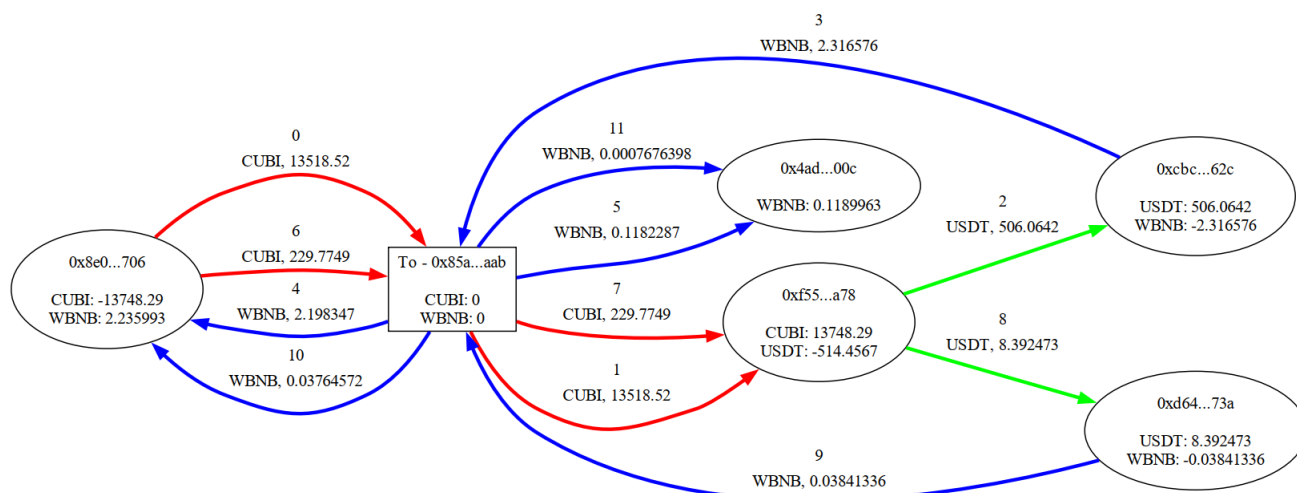 3
WBNB, 2.316576
0
CUBI, 13518.52
11
WBNB, 0.0007676398
0x4ad...00c
WBNB: 0.1189963
0xcbc...62c
USDT: 506.0642
WBNB: -2.316576
2
USDT, 506.0642
5
WBNB, 0.1182287
6
CUBI, 229.7749
0x8e0...706
CUBI: -13748.29
WBNB: 2.235993
To - 0x85a...aab
CUBI: 0
WBNB: 0
4
WBNB, 2.198347
7
CUBI, 229.7749
0xf55...a78
CUBI: 13748.29
USDT: -514.4567
8
USDT, 8.392473
10
WBNB, 0.03764572
1
CUBI, 13518.52
0xd64...73a
USDT: 8.392473
WBNB: -0.03841336
9
WBNB, 0.03841336